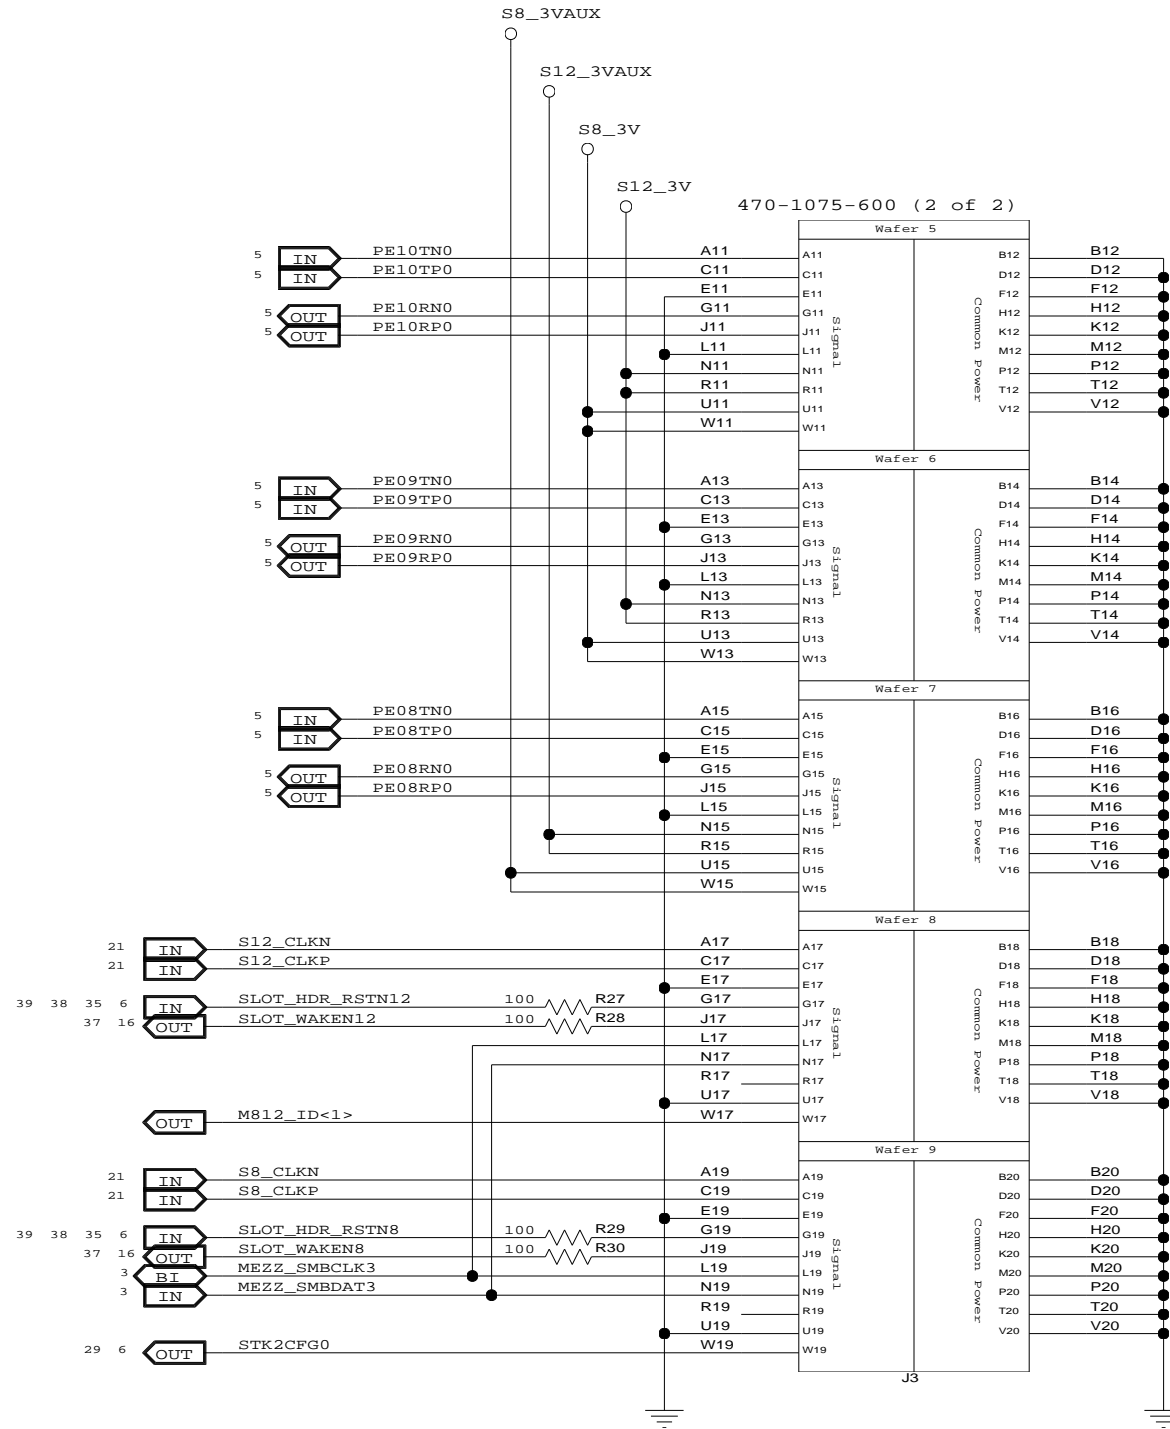 S8_3VAUX
S12_3VAUX
S8_3V
S12_3V
470-1075-600 (2 of 2)
Wafer 5
5 IN PE10TN0 A11 A11 B12 B12
5 IN PE10TP0 C11 C11 D12 D12
E11 E11 F12 F12
5 OUT PE10RN0 G11 G11 H12 H12
5 OUT PE10RP0 J11 J11 K12 K12
L11 L11 M12 M12
N11 N11 P12 P12
R11 R11 T12 T12
U11 U11 V12 V12
W11 W11
Signal
Common Power
Wafer 6
5 IN PE09TN0 A13 A13 B14 B14
5 IN PE09TP0 C13 C13 D14 D14
E13 E13 F14 F14
5 OUT PE09RN0 G13 G13 H14 H14
5 OUT PE09RP0 J13 J13 K14 K14
L13 L13 M14 M14
N13 N13 P14 P14
R13 R13 T14 T14
U13 U13 V14 V14
W13 W13
Signal
Common Power
Wafer 7
5 IN PE08TN0 A15 A15 B16 B16
5 IN PE08TP0 C15 C15 D16 D16
E15 E15 F16 F16
5 OUT PE08RN0 G15 G15 H16 H16
5 OUT PE08RP0 J15 J15 K16 K16
L15 L15 M16 M16
N15 N15 P16 P16
R15 R15 T16 T16
U15 U15 V16 V16
W15 W15
Signal
Common Power
Wafer 8
21 IN S12_CLKN A17 A17 B18 B18
21 IN S12_CLKP C17 C17 D18 D18
E17 E17 F18 F18
39 38 35 6 IN SLOT_HDR_RSTN12 100 R27 G17 G17 H18 H18
37 16 OUT SLOT_WAKEN12 100 R28 J17 J17 K18 K18
L17 L17 M18 M18
N17 N17 P18 P18
R17 R17 T18 T18
U17 U17 V18 V18
OUT M812_ID<1> W17 W17
Signal
Common Power
Wafer 9
21 IN S8_CLKN A19 A19 B20 B20
21 IN S8_CLKP C19 C19 D20 D20
E19 E19 F20 F20
39 38 35 6 IN SLOT_HDR_RSTN8 100 R29 G19 G19 H20 H20
37 16 OUT SLOT_WAKEN8 100 R30 J19 J19 K20 K20
3 BI MEZZ_SMBCLK3 L19 L19 M20 M20
3 IN MEZZ_SMBDAT3 N19 N19 P20 P20
R19 R19 T20 T20
U19 U19 V20 V20
29 6 OUT STK2CFG0 W19 W19
Signal
Common Power
J3